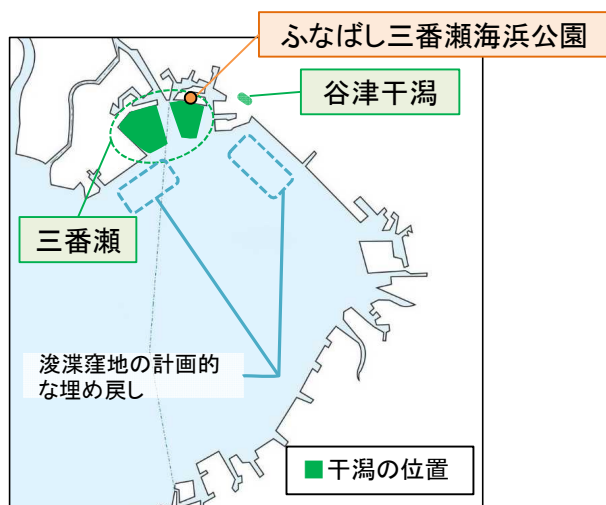 ふなばし三番瀬海浜公園
谷津干潟
三番瀬
浚渫窪地の計画的
な埋め戻し
■干潟の位置